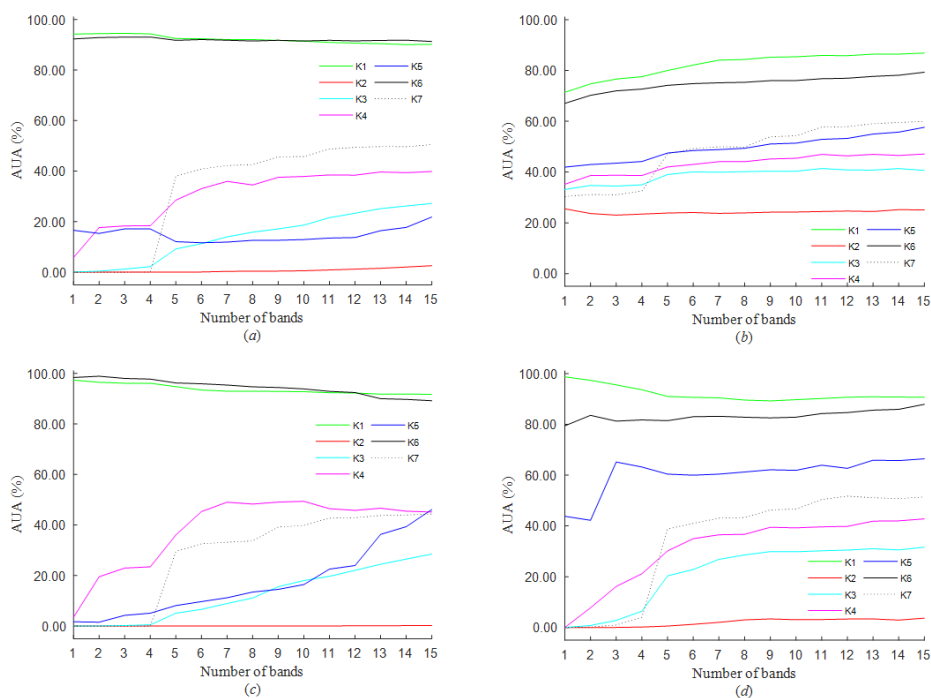 100.00
80.00
60.00
40.00
20.00
0.00
AUA (%)
K1 K5
K2 K6
K3 K7
K4
1 2 3 4 5 6 7 8 9 10 11 12 13 14 15
Number of bands
(a)
100.00
80.00
60.00
40.00
20.00
0.00
AUA (%)
K1 K5
K2 K6
K3 K7
K4
1 2 3 4 5 6 7 8 9 10 11 12 13 14 15
Number of bands
(b)
100.00
80.00
60.00
40.00
20.00
0.00
AUA (%)
K1 K5
K2 K6
K3 K7
K4
1 2 3 4 5 6 7 8 9 10 11 12 13 14 15
Number of bands
(c)
100.00
80.00
60.00
40.00
20.00
0.00
AUA (%)
K1 K5
K2 K6
K3 K7
K4
1 2 3 4 5 6 7 8 9 10 11 12 13 14 15
Number of bands
(d)